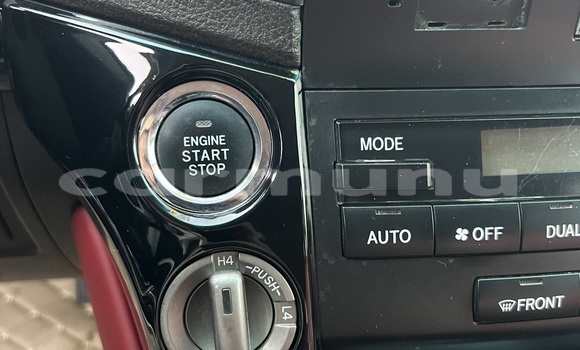 ENGINE
START
STOP
MODE
AUTO
OFF
DUAL
FRONT
H4
PUSH
L4
carmunu